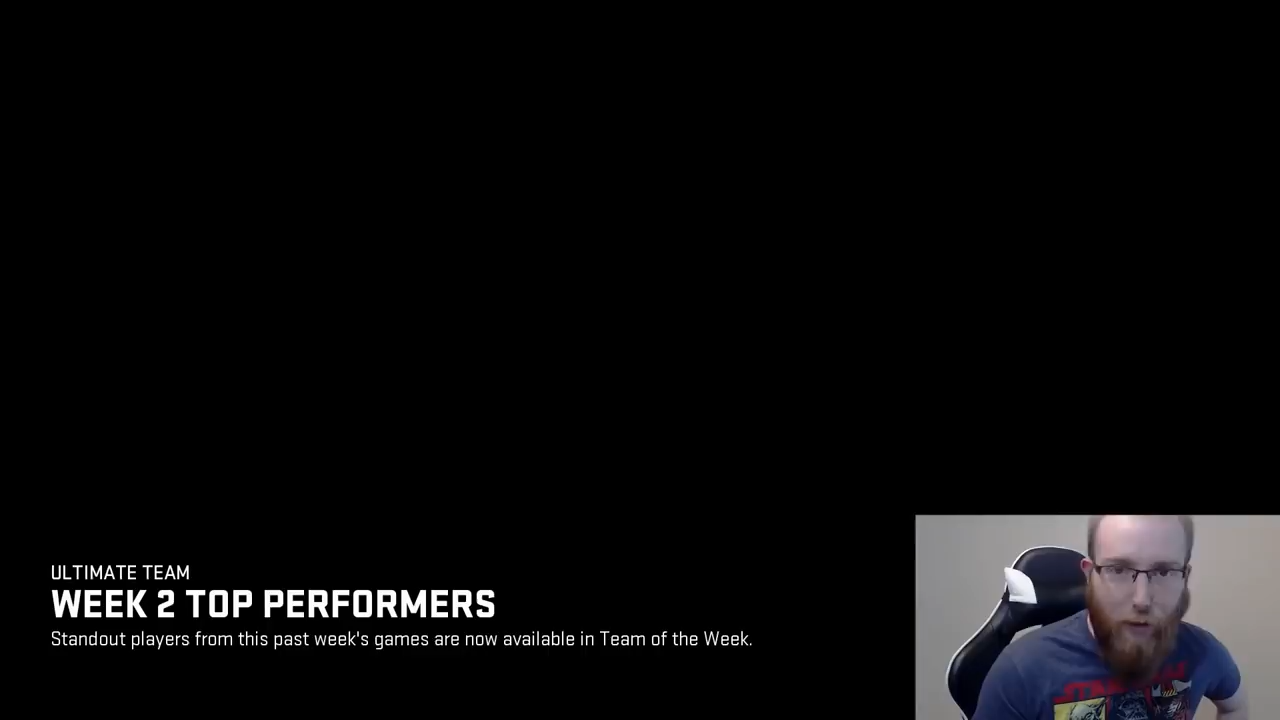 ULTIMATE TEAM
WEEK 2 TOP PERFORMERS
Standout players from this past week's games are now available in Team of the Week.